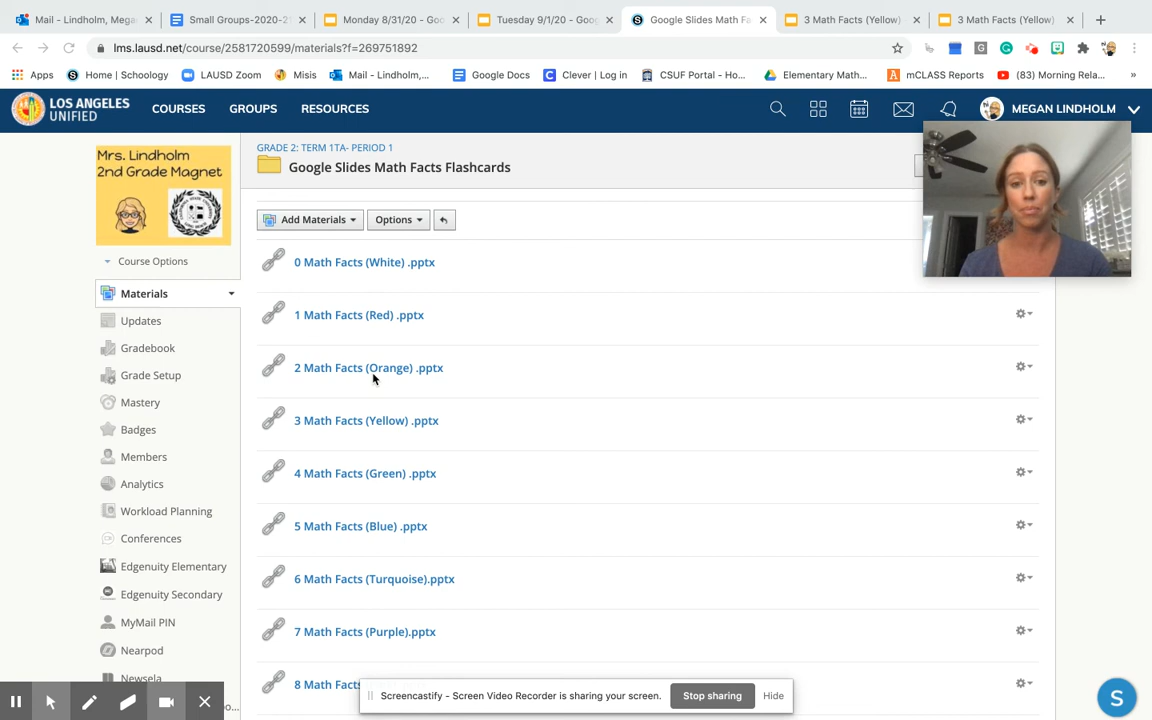 Mail - Lindholm, Mega
Small Groups-2020-2
Monday 8/31/20 - Goo
Tuesday 9/1/20 - Goog
Google Slides Math Fa
3 Math Facts (Yellow)
3 Math Facts (Yellow)
lms.lausd.net/course/2581720599/materials?f=269751892
Apps
Home | Schoology
LAUSD Zoom
Misis
Mail - Lindholm,...
Google Docs
Clever | Log in
CSUF Portal - Ho...
Elementary Math...
mCLASS Reports
(83) Morning Rela...
»
LOS ANGELES
UNIFIED
COURSES
GROUPS
RESOURCES
MEGAN LINDHOLM
Mrs. Lindholm
2nd Grade Magnet
Course Options
Materials
Updates
Gradebook
Grade Setup
Mastery
Badges
Members
Analytics
Workload Planning
Conferences
Edgenuity Elementary
Edgenuity Secondary
MyMail PIN
Nearpod
Newsela
GRADE 2: TERM 1TA- PERIOD 1
Google Slides Math Facts Flashcards
Add Materials
Options
0 Math Facts (White) .pptx
1 Math Facts (Red) .pptx
2 Math Facts (Orange) .pptx
3 Math Facts (Yellow) .pptx
4 Math Facts (Green) .pptx
5 Math Facts (Blue) .pptx
6 Math Facts (Turquoise).pptx
7 Math Facts (Purple).pptx
8 Math Facts
Screencastify - Screen Video Recorder is sharing your screen.
Stop sharing
Hide
S